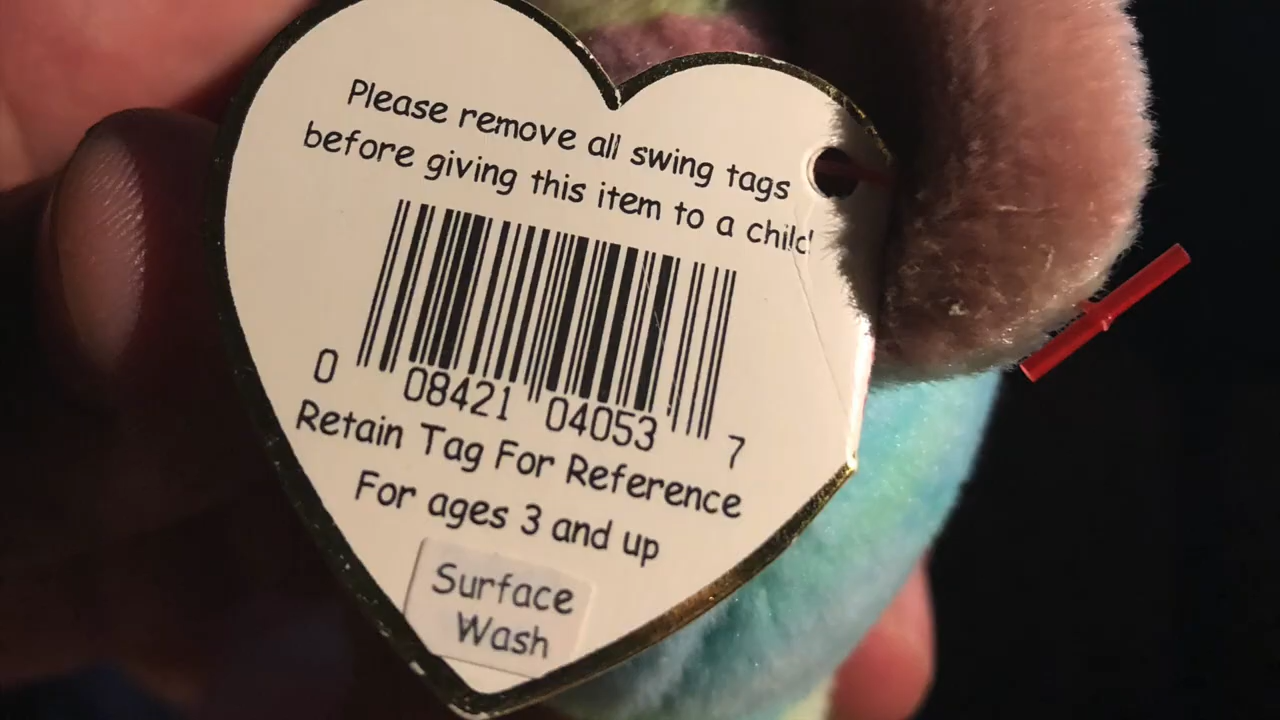 Please remove all swing tags
before giving this item to a child
0 08421 04053 7
Retain Tag For Reference
For ages 3 and up
Surface
Wash